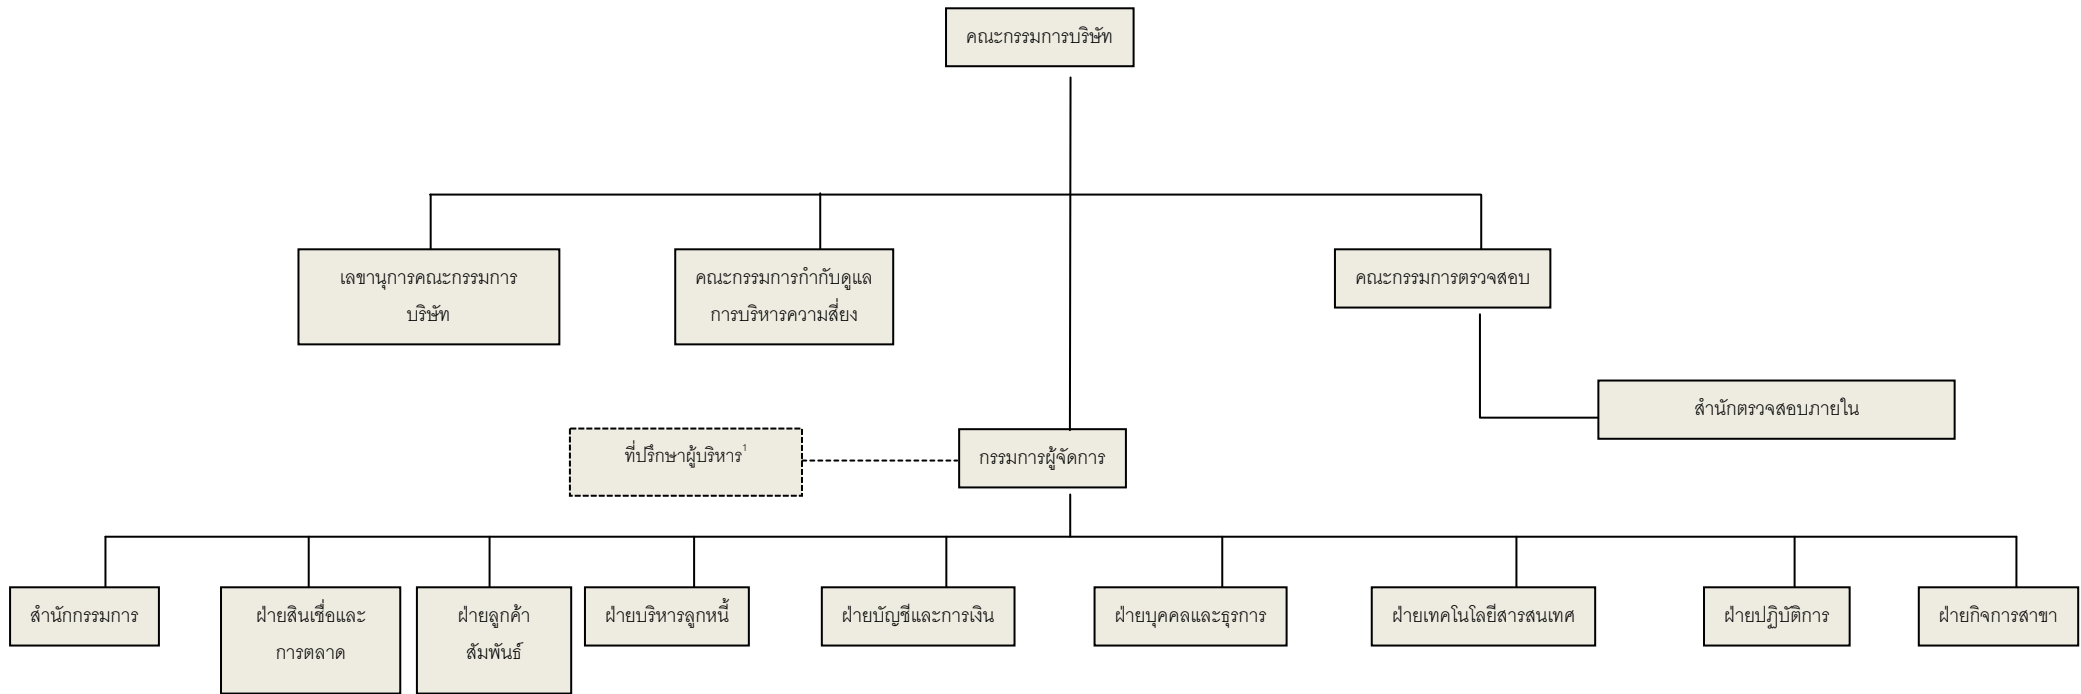 คณะกรรมการบริษัท
เลขานุการคณะกรรมการ
บริษัท
คณะกรรมการกำกับดูแล
การบริหารความสี่ยง
คณะกรรมการตรวจสอบ
สำนักตรวจสอบภายใน
ที่ปรึกษาผู้บริหาร¹
กรรมการผู้จัดการ
สำนักกรรมการ
ฝ่ายสินเชื่อและ
การตลาด
ฝ่ายลูกค้า
สัมพันธ์
ฝ่ายบริหารลูกหนี้
ฝ่ายบัญชีและการเงิน
ฝ่ายบุคคลและธุรการ
ฝ่ายเทคโนโลยีสารสนเทศ
ฝ่ายปฏิบัติการ
ฝ่ายกิจการสาขา